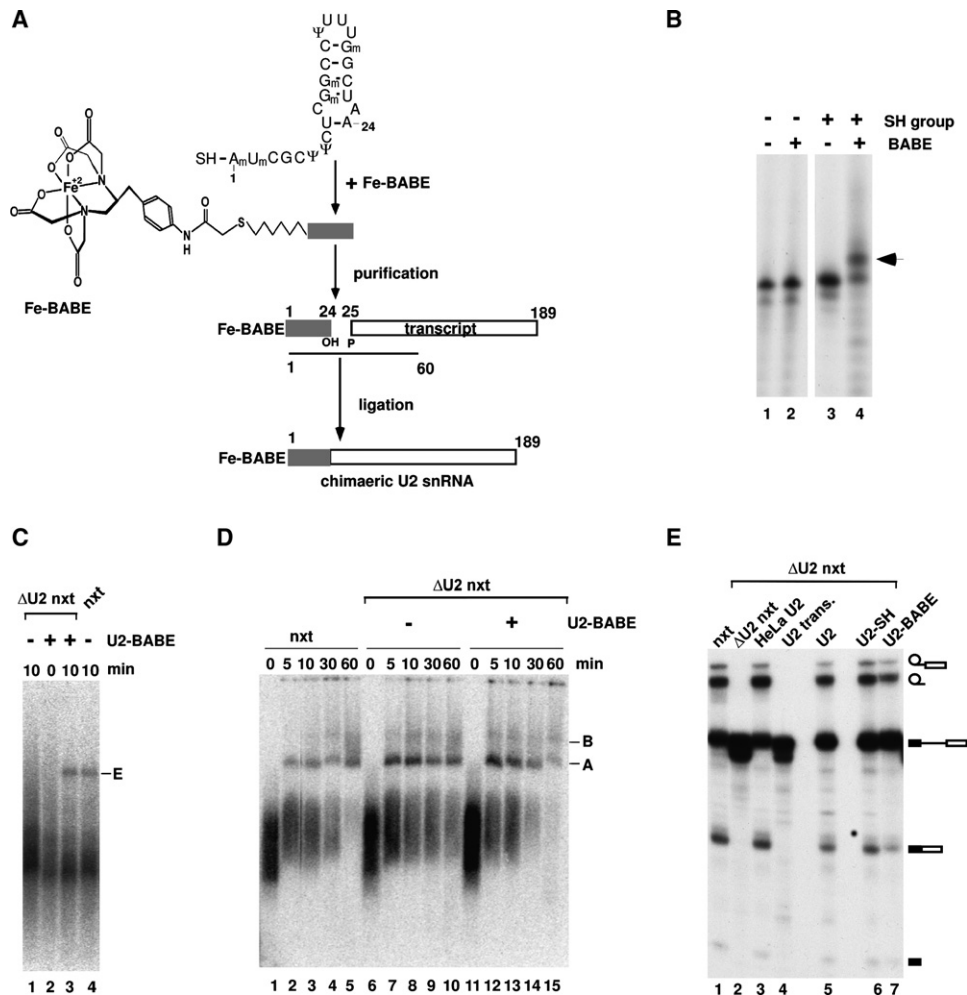 A
B
U U
Ψ U
C G m
C – G
C – G
G m C
G m U
C A
U – A – 24
C
Ψ
SH – A m U m C G C Ψ
1
+ Fe-BABE
Fe +2
O
N
N
O
S
N
H
Fe-BABE
purification
1 24 25 189
Fe-BABE transcript
OH P
1 60
ligation
1 189
Fe-BABE
chimaeric U2 snRNA
- - + + SH group
- + - + BABE
1 2 3 4
C
ΔU2 nxt nxt
- + + - U2-BABE
10 0 10 10 min
E
1 2 3 4
D
ΔU2 nxt
nxt - + U2-BABE
0 5 10 30 60 0 5 10 30 60 0 5 10 30 60 min
B
A
1 2 3 4 5 6 7 8 9 10 11 12 13 14 15
E
ΔU2 nxt
nxt ΔU2 nxt HeLa U2 U2 trans. U2 U2-SH U2-BABE
1 2 3 4 5 6 7